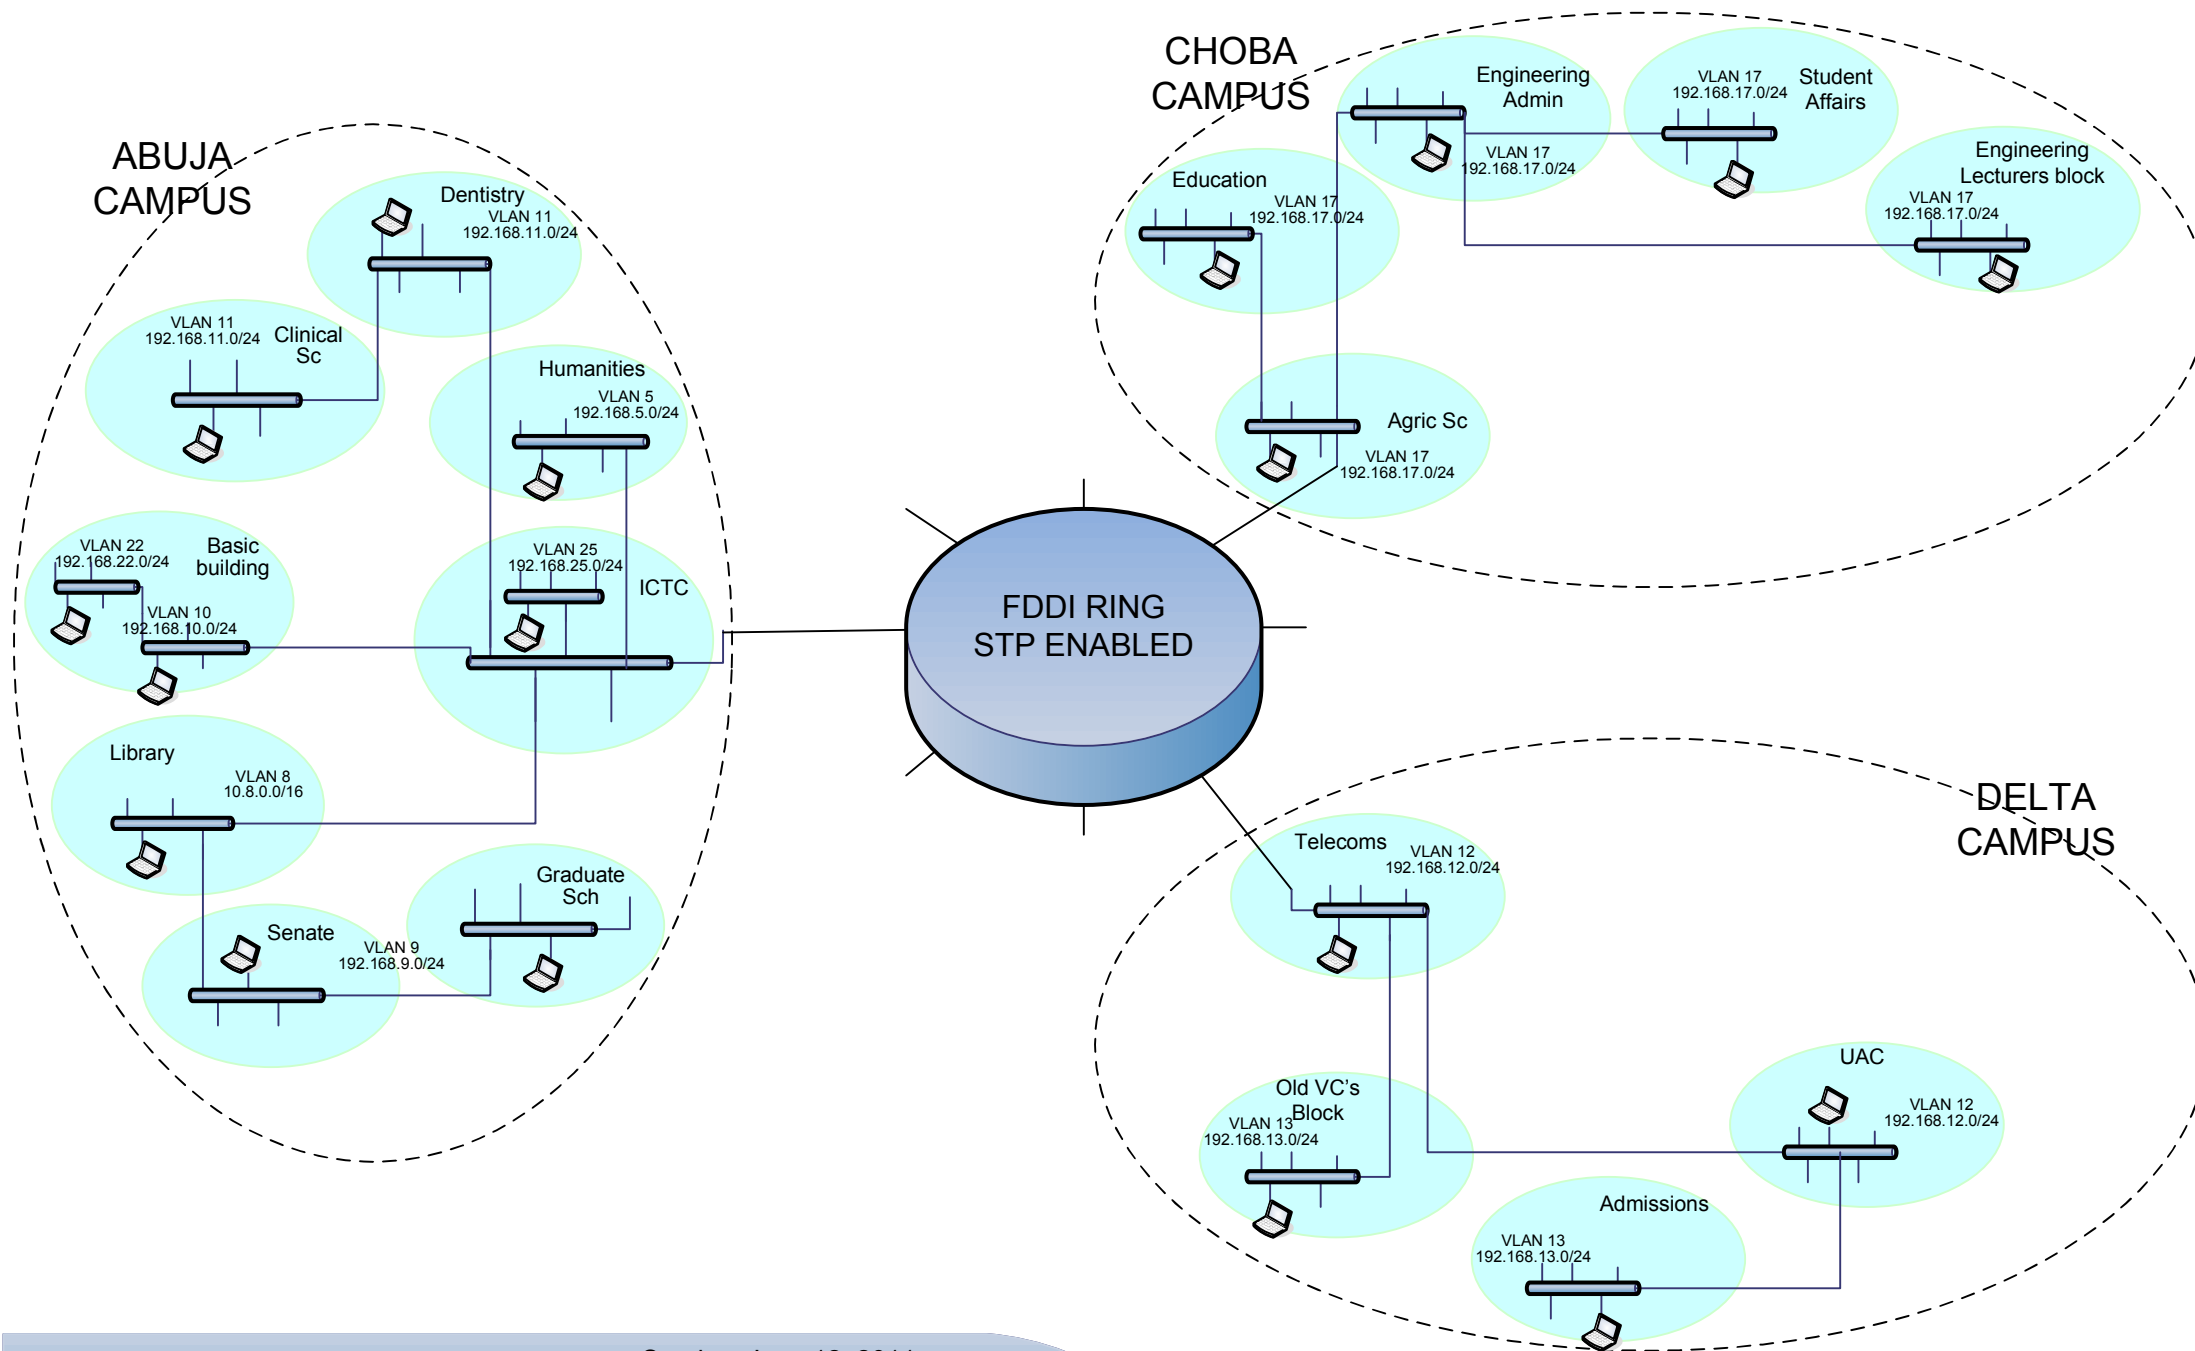 ABUJA
CAMPUS
Dentistry
VLAN 11
192.168.11.0/24
VLAN 11
192.168.11.0/24
Clinical
Sc
Humanities
VLAN 5
192.168.5.0/24
VLAN 22
192.168.22.0/24
Basic
building
VLAN 10
192.168.10.0/24
VLAN 25
192.168.25.0/24
ICTC
Library
VLAN 8
10.8.0.0/16
Graduate
Sch
Senate
VLAN 9
192.168.9.0/24
FDDI RING
STP ENABLED
CHOBA
CAMPUS
Engineering
Admin
VLAN 17
192.168.17.0/24
VLAN 17
192.168.17.0/24
Student
Affairs
Engineering
Lecturers block
VLAN 17
192.168.17.0/24
Education
VLAN 17
192.168.17.0/24
Agric Sc
VLAN 17
192.168.17.0/24
DELTA
CAMPUS
Telecoms
VLAN 12
192.168.12.0/24
Old VC's
Block
VLAN 13
192.168.13.0/24
UAC
VLAN 12
192.168.12.0/24
Admissions
VLAN 13
192.168.13.0/24